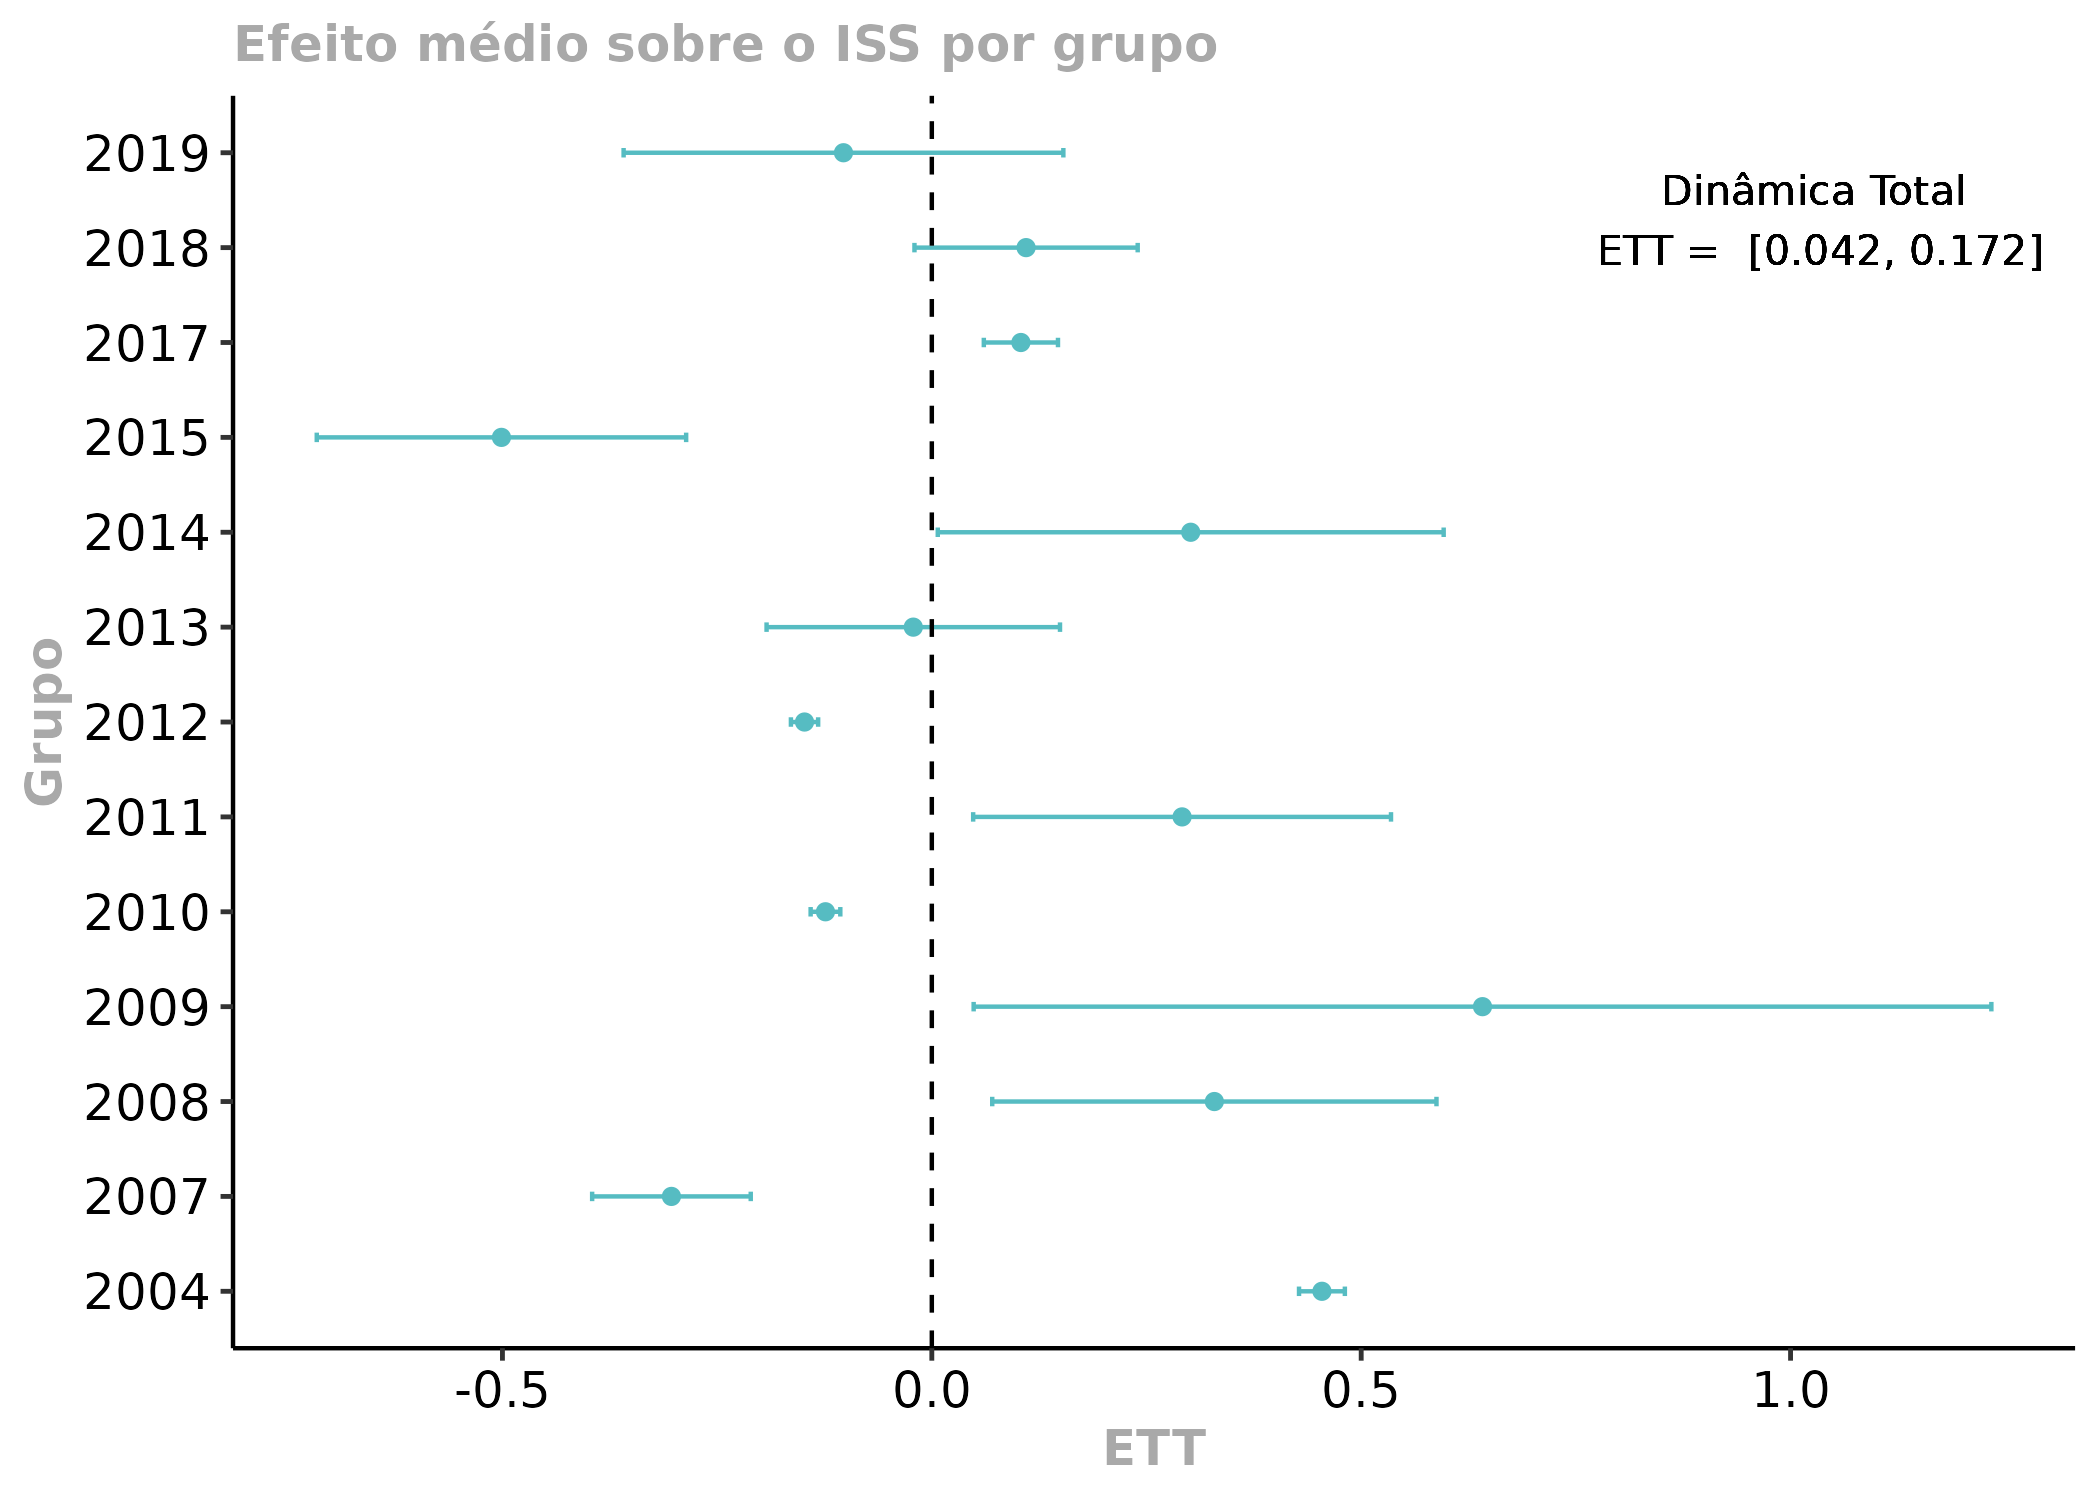 Efeito médio sobre o ISS por grupo
Dinâmica Total
ETT =  [0.042, 0.172]
Grupo
2019
2018
2017
2015
2014
2013
2012
2011
2010
2009
2008
2007
2004
-0.5 0.0 0.5 1.0
ETT